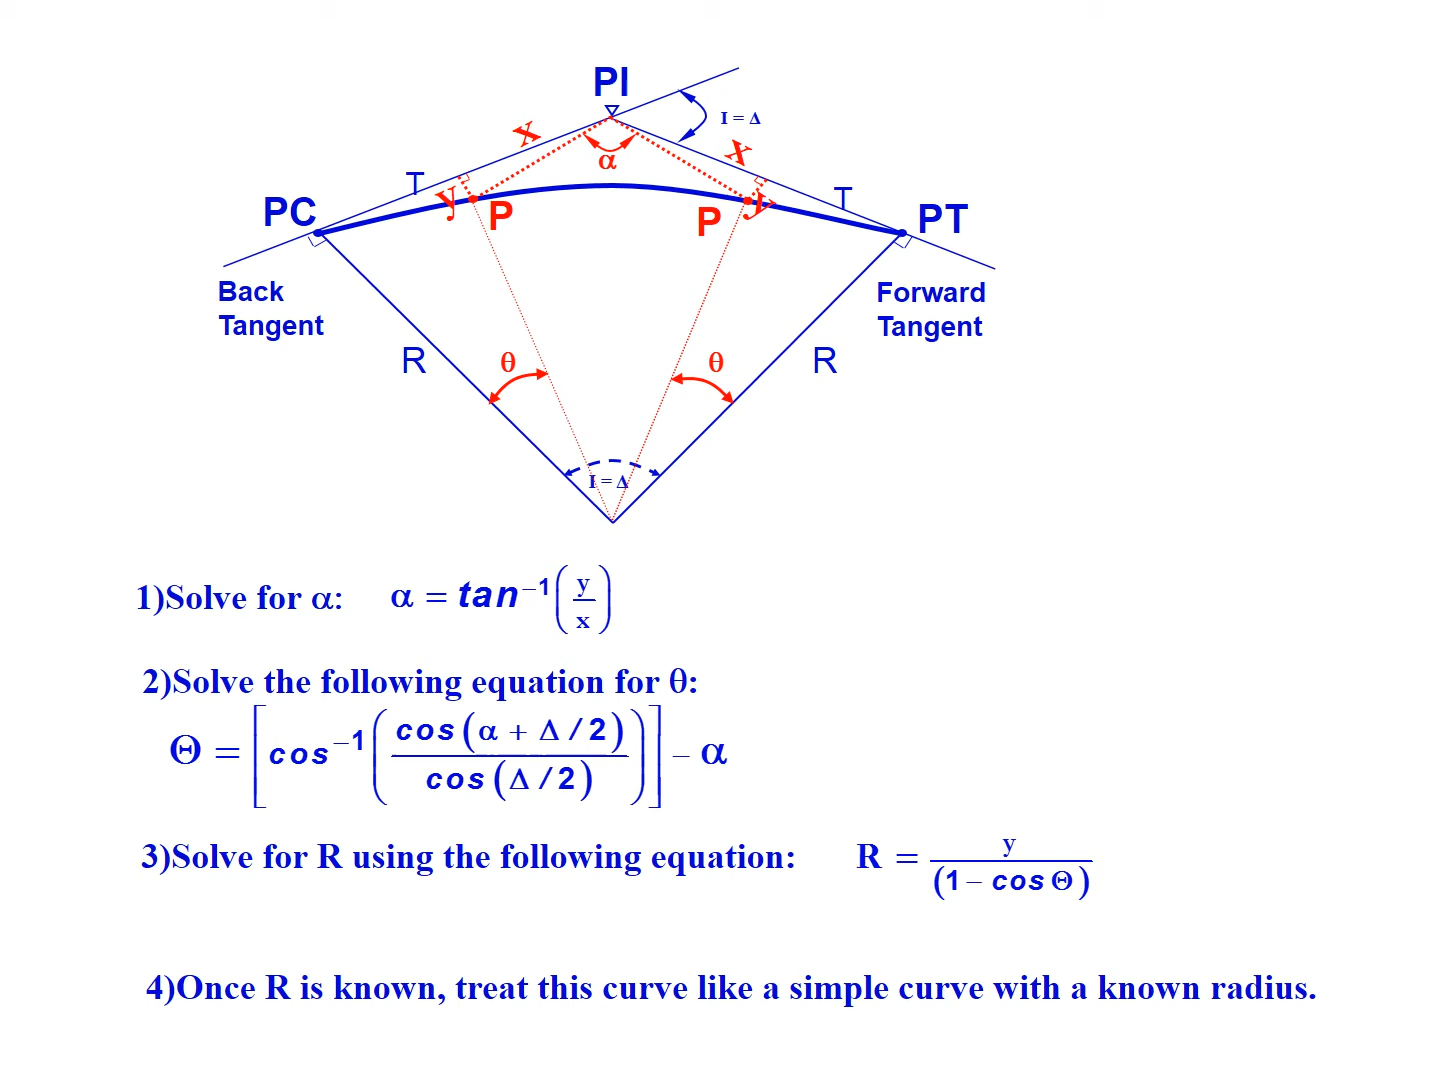 PI
I = Δ
x
x
α
T
T
y
y
PC
P
P
PT
Back
Tangent
Forward
Tangent
R
θ
θ
R
I = Δ
1)Solve for α: α = tan⁻¹(y/x)
2)Solve the following equation for θ:
Θ = [cos⁻¹(cos(α + Δ/2)/cos(Δ/2))] − α
3)Solve for R using the following equation: R = y/(1 − cos Θ)
4)Once R is known, treat this curve like a simple curve with a known radius.